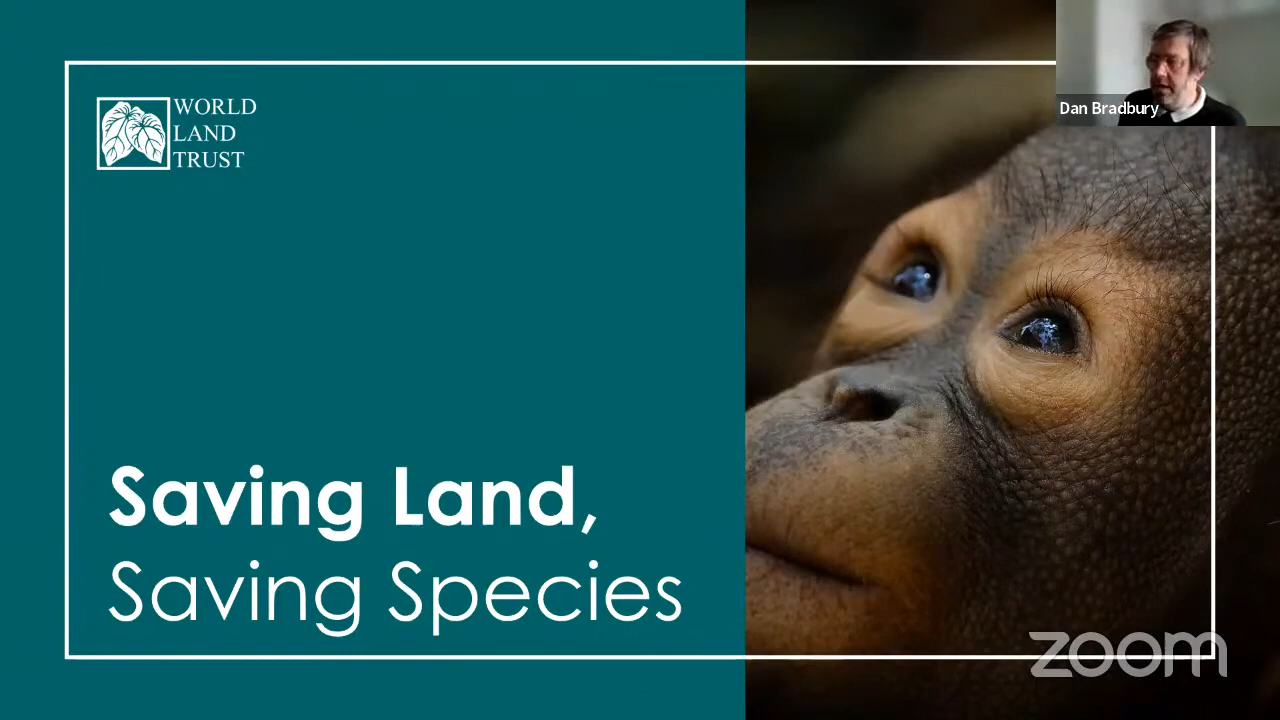 WORLD
LAND
TRUST
Dan Bradbury
Saving Land,
Saving Species
zoom